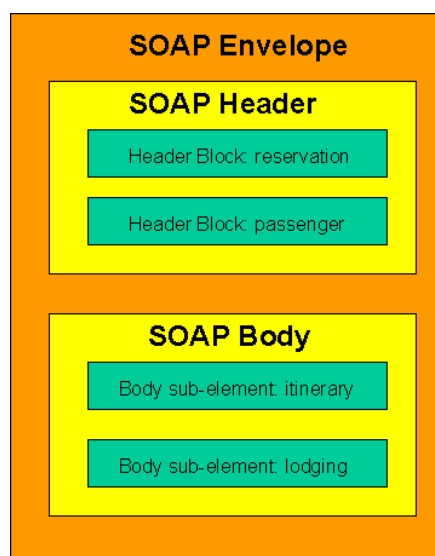 SOAP Envelope
SOAP Header
Header Block: reservation
Header Block: passenger
SOAP Body
Body sub-element: itinerary
Body sub-element: lodging